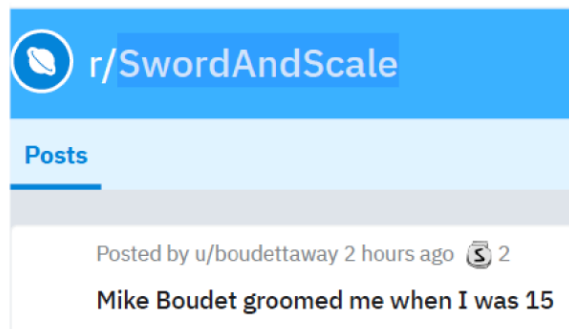 r/SwordAndScale
Posts
Posted by u/boudettaway 2 hours ago S 2
Mike Boudet groomed me when I was 15